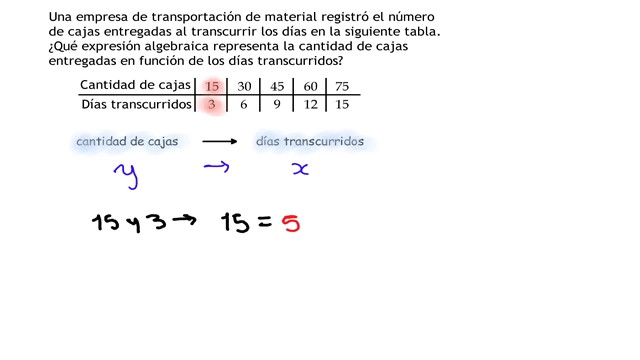 Una empresa de transportación de material registró el número
de cajas entregadas al transcurrir los días en la siguiente tabla.
¿Qué expresión algebraica representa la cantidad de cajas
entregadas en función de los días transcurridos?
Cantidad de cajas 15 30 45 60 75
Días transcurridos 3 6 9 12 15
cantidad de cajas → días transcurridos
y → x
15 y 3 → 15 = 5